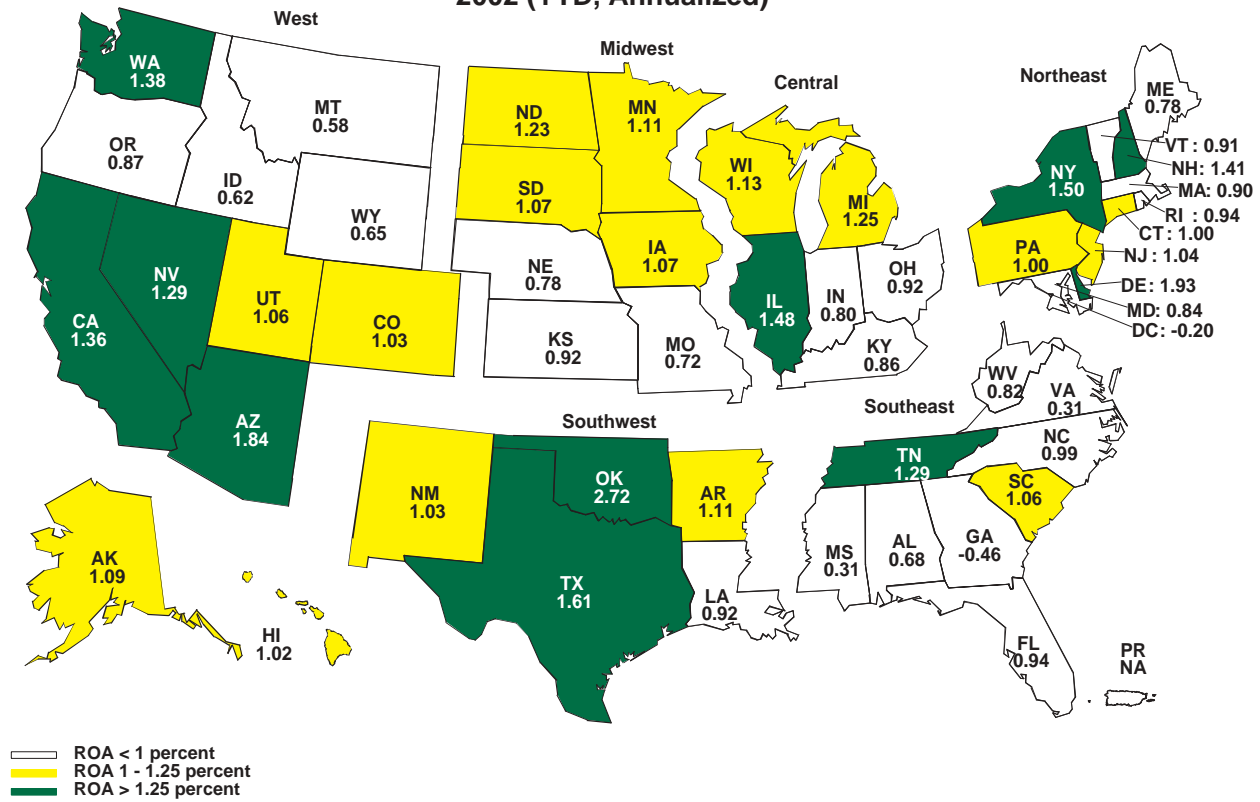 2002 (YTD, Annualized)
West
Midwest
Central
Northeast
WA
1.38
MT
0.58
OR
0.87
ID
0.62
WY
0.65
NV
1.29
CA
1.36
UT
1.06
CO
1.03
AZ
1.84
AK
1.09
HI
1.02
ND
1.23
MN
1.11
SD
1.07
IA
1.07
NE
0.78
KS
0.92
MO
0.72
WI
1.13
MI
1.25
IL
1.48
IN
0.80
OH
0.92
KY
0.86
ME
0.78
VT : 0.91
NH: 1.41
MA: 0.90
RI : 0.94
CT: 1.00
NJ : 1.04
DE: 1.93
MD: 0.84
DC: -0.20
NY
1.50
PA
1.00
Southwest
NM
1.03
OK
2.72
AR
1.11
TX
1.61
LA
0.92
Southeast
WV
0.82
VA
0.31
NC
0.99
TN
1.29
SC
1.06
MS
0.31
AL
0.68
GA
-0.46
FL
0.94
PR
NA
ROA < 1 percent
ROA 1 - 1.25 percent
ROA > 1.25 percent